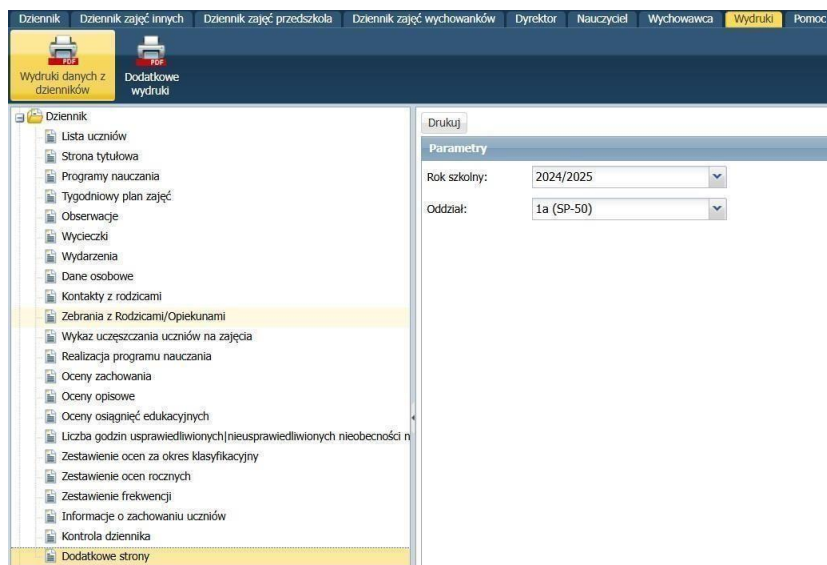 Dziennik Dziennik zajęć innych Dziennik zajęć przedszkola Dziennik zajęć wychowanków Dyrektor Nauczyciel Wychowawca Wydruki Pomoc
PDF PDF
Wydruki danych z dzienników
Dodatkowe wydruki
Dziennik
Lista uczniów
Strona tytułowa
Programy nauczania
Tygodniowy plan zajęć
Obserwacje
Wycieczki
Wydarzenia
Dane osobowe
Kontakty z rodzicami
Zebrania z Rodzicami/Opiekunami
Wykaz uczęszczania uczniów na zajęcia
Realizacja programu nauczania
Oceny zachowania
Oceny opisowe
Oceny osiągnięć edukacyjnych
Liczba godzin usprawiedliwionych|nieusprawiedliwionych nieobecności n
Zestawienie ocen za okres klasyfikacyjny
Zestawienie ocen rocznych
Zestawienie frekwencji
Informacje o zachowaniu uczniów
Kontrola dziennika
Dodatkowe strony
Drukuj
Parametry
Rok szkolny: 2024/2025
Oddział: 1a (SP-50)